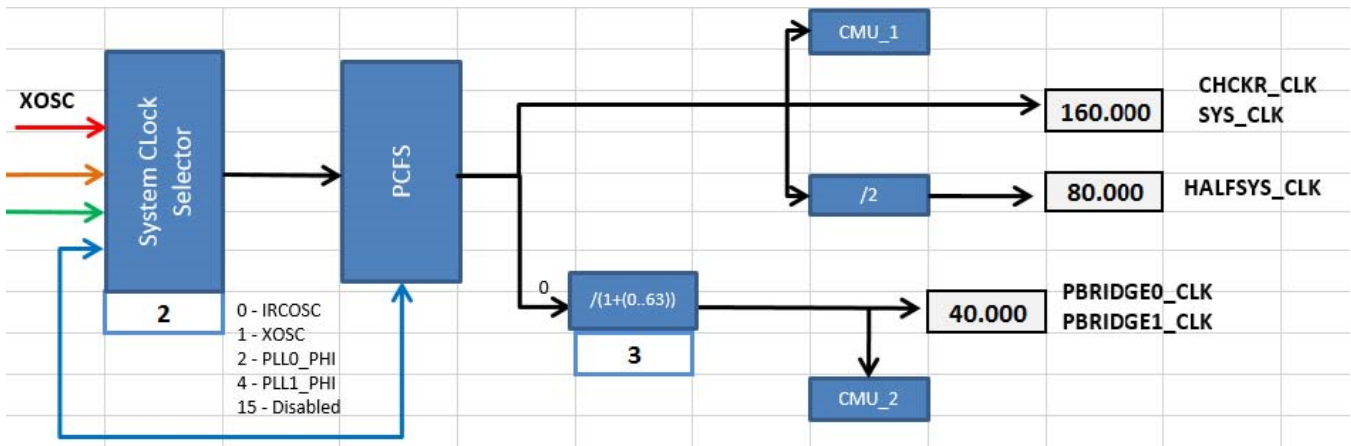 XOSC
System CLock
Selector
2
0 - IRCOSC
1 - XOSC
2 - PLL0_PHI
4 - PLL1_PHI
15 - Disabled
PCFS
CMU_1
160.000
CHCKR_CLK
SYS_CLK
/2
80.000
HALFSYS_CLK
0
/(1+(0..63))
3
40.000
PBRIDGE0_CLK
PBRIDGE1_CLK
CMU_2